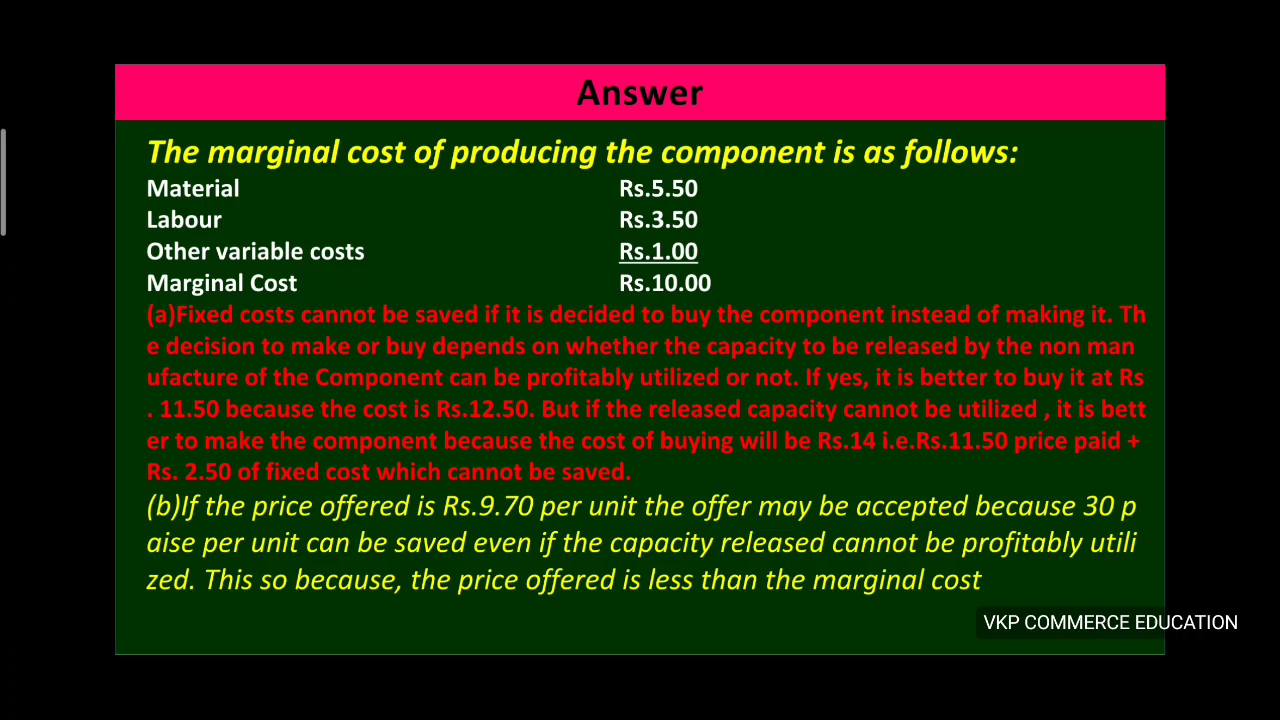 Answer
The marginal cost of producing the component is as follows:
Material Rs.5.50
Labour Rs.3.50
Other variable costs Rs.1.00
Marginal Cost Rs.10.00
(a)Fixed costs cannot be saved if it is decided to buy the component instead of making it. Th
e decision to make or buy depends on whether the capacity to be released by the non man
ufacture of the Component can be profitably utilized or not. If yes, it is better to buy it at Rs
. 11.50 because the cost is Rs.12.50. But if the released capacity cannot be utilized , it is bett
er to make the component because the cost of buying will be Rs.14 i.e.Rs.11.50 price paid +
Rs. 2.50 of fixed cost which cannot be saved.
(b)If the price offered is Rs.9.70 per unit the offer may be accepted because 30 p
aise per unit can be saved even if the capacity released cannot be profitably utili
zed. This so because, the price offered is less than the marginal cost
VKP COMMERCE EDUCATION